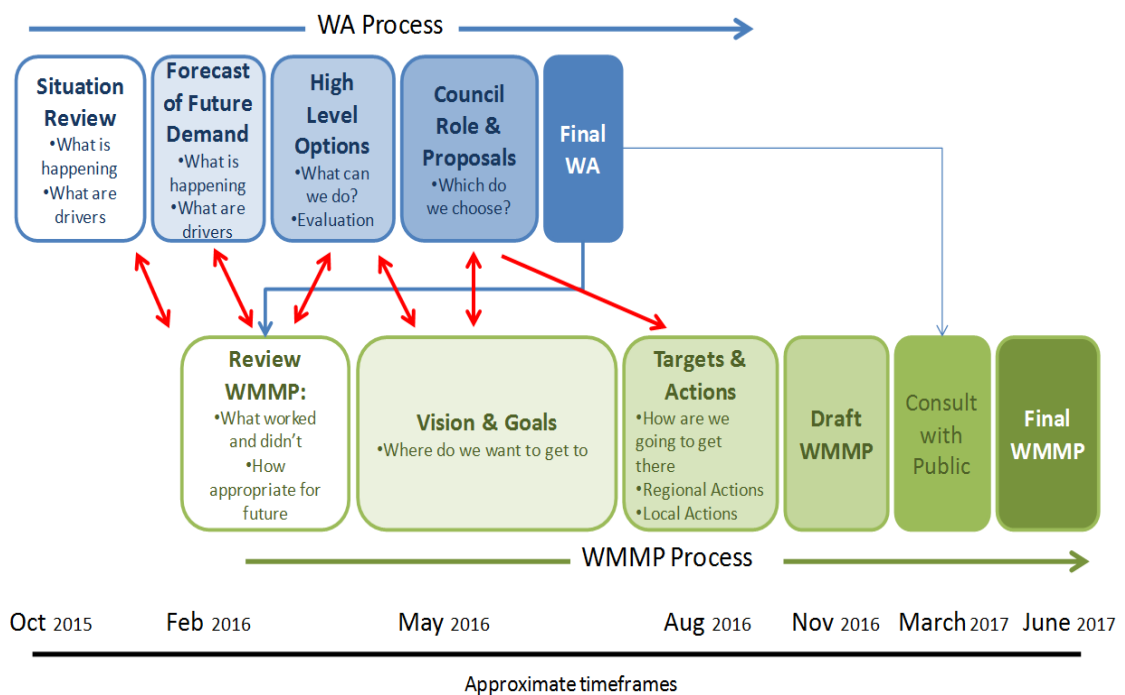 WA Process
Situation
Review
•What is
happening
•What are
drivers
Forecast
of Future
Demand
•What is
happening
•What are
drivers
High
Level
Options
•What can
we do?
•Evaluation
Council
Role &
Proposals
•Which do
we choose?
Final
WA
Review
WMMP:
•What worked
and didn't
•How
appropriate for
future
Vision & Goals
•Where do we want to get to
Targets &
Actions
•How are we
going to get
there
•Regional Actions
•Local Actions
Draft
WMMP
Consult
with
Public
Final
WMMP
WMMP Process
Oct 2015
Feb 2016
May 2016
Aug 2016
Nov 2016
March 2017
June 2017
Approximate timeframes